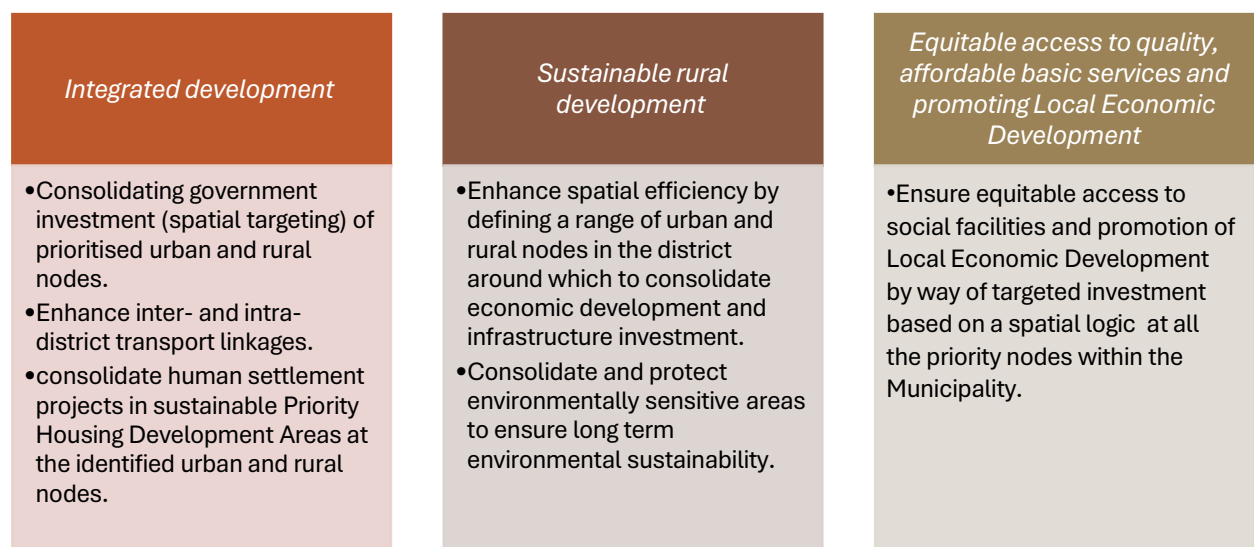 Integrated development
•Consolidating government
investment (spatial targeting) of
prioritised urban and rural
nodes.
•Enhance inter- and intra-
district transport linkages.
•consolidate human settlement
projects in sustainable Priority
Housing Development Areas at
the identified urban and rural
nodes.
Sustainable rural
development
•Enhance spatial efficiency by
defining a range of urban and
rural nodes in the district
around which to consolidate
economic development and
infrastructure investment.
•Consolidate and protect
environmentally sensitive areas
to ensure long term
environmental sustainability.
Equitable access to quality,
affordable basic services and
promoting Local Economic
Development
•Ensure equitable access to
social facilities and promotion of
Local Economic Development
by way of targeted investment
based on a spatial logic at all
the priority nodes within the
Municipality.